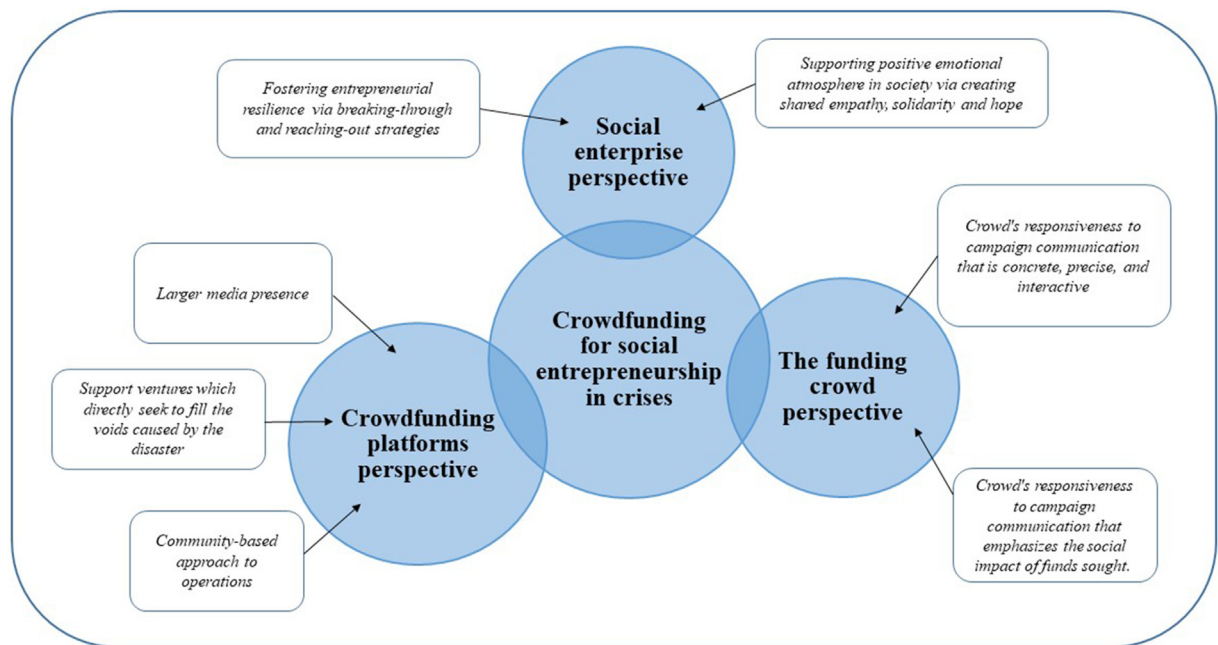 Fostering entrepreneurial
resilience via breaking-through
and reaching-out strategies
Supporting positive emotional
atmosphere in society via creating
shared empathy, solidarity and hope
Social
enterprise
perspective
Crowd's responsiveness to
campaign communication
that is concrete, precise, and
interactive
Larger media presence
Crowdfunding
for social
entrepreneurship
in crises
The funding
crowd
perspective
Support ventures which
directly seek to fill the
voids caused by the
disaster
Crowdfunding
platforms
perspective
Community-based
approach to
operations
Crowd's responsiveness
to campaign
communication that
emphasizes the social
impact of funds sought.